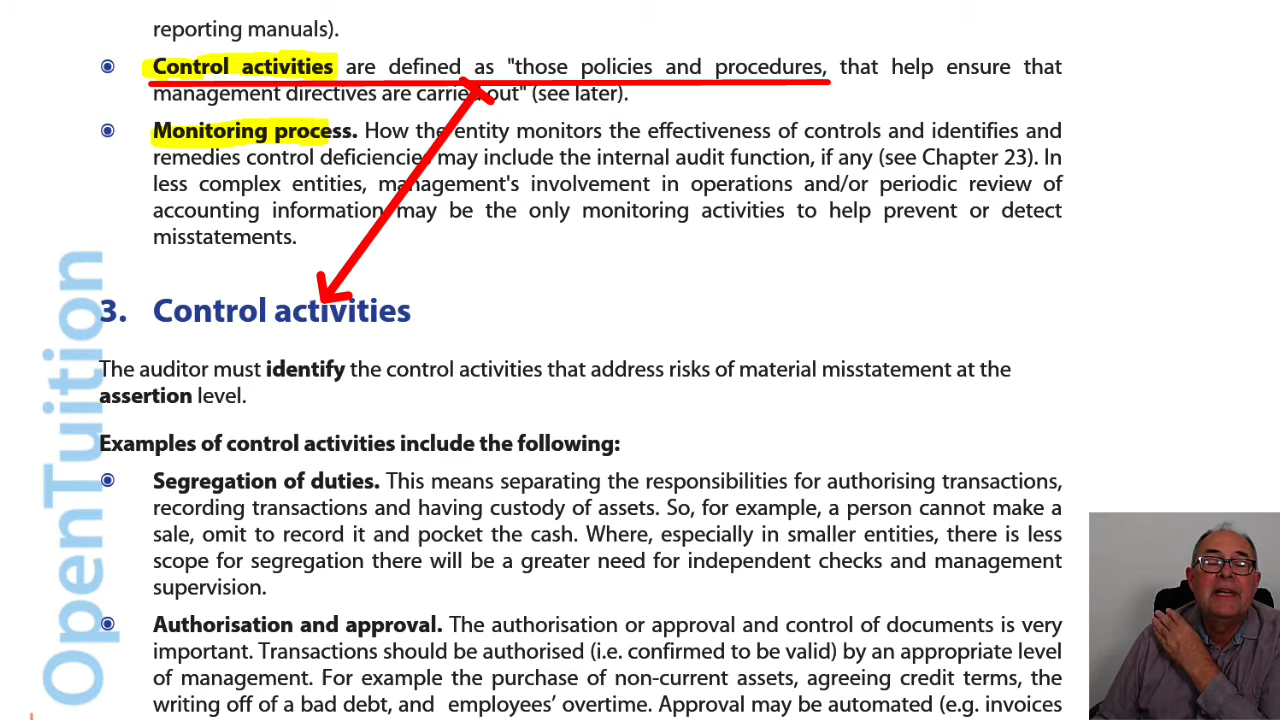 reporting manuals).
Control activities are defined as "those policies and procedures, that help ensure that
management directives are carried out" (see later).
Monitoring process. How the entity monitors the effectiveness of controls and identifies and
remedies control deficiencies may include the internal audit function, if any (see Chapter 23). In
less complex entities, management's involvement in operations and/or periodic review of
accounting information may be the only monitoring activities to help prevent or detect
misstatements.
3. Control activities
The auditor must identify the control activities that address risks of material misstatement at the
assertion level.
Examples of control activities include the following:
Segregation of duties. This means separating the responsibilities for authorising transactions,
recording transactions and having custody of assets. So, for example, a person cannot make a
sale, omit to record it and pocket the cash. Where, especially in smaller entities, there is less
scope for segregation there will be a greater need for independent checks and management
supervision.
Authorisation and approval. The authorisation or approval and control of documents is very
important. Transactions should be authorised (i.e. confirmed to be valid) by an appropriate level
of management. For example the purchase of non-current assets, agreeing credit terms, the
writing off of a bad debt, and employees’ overtime. Approval may be automated (e.g. invoices
OpenTuition